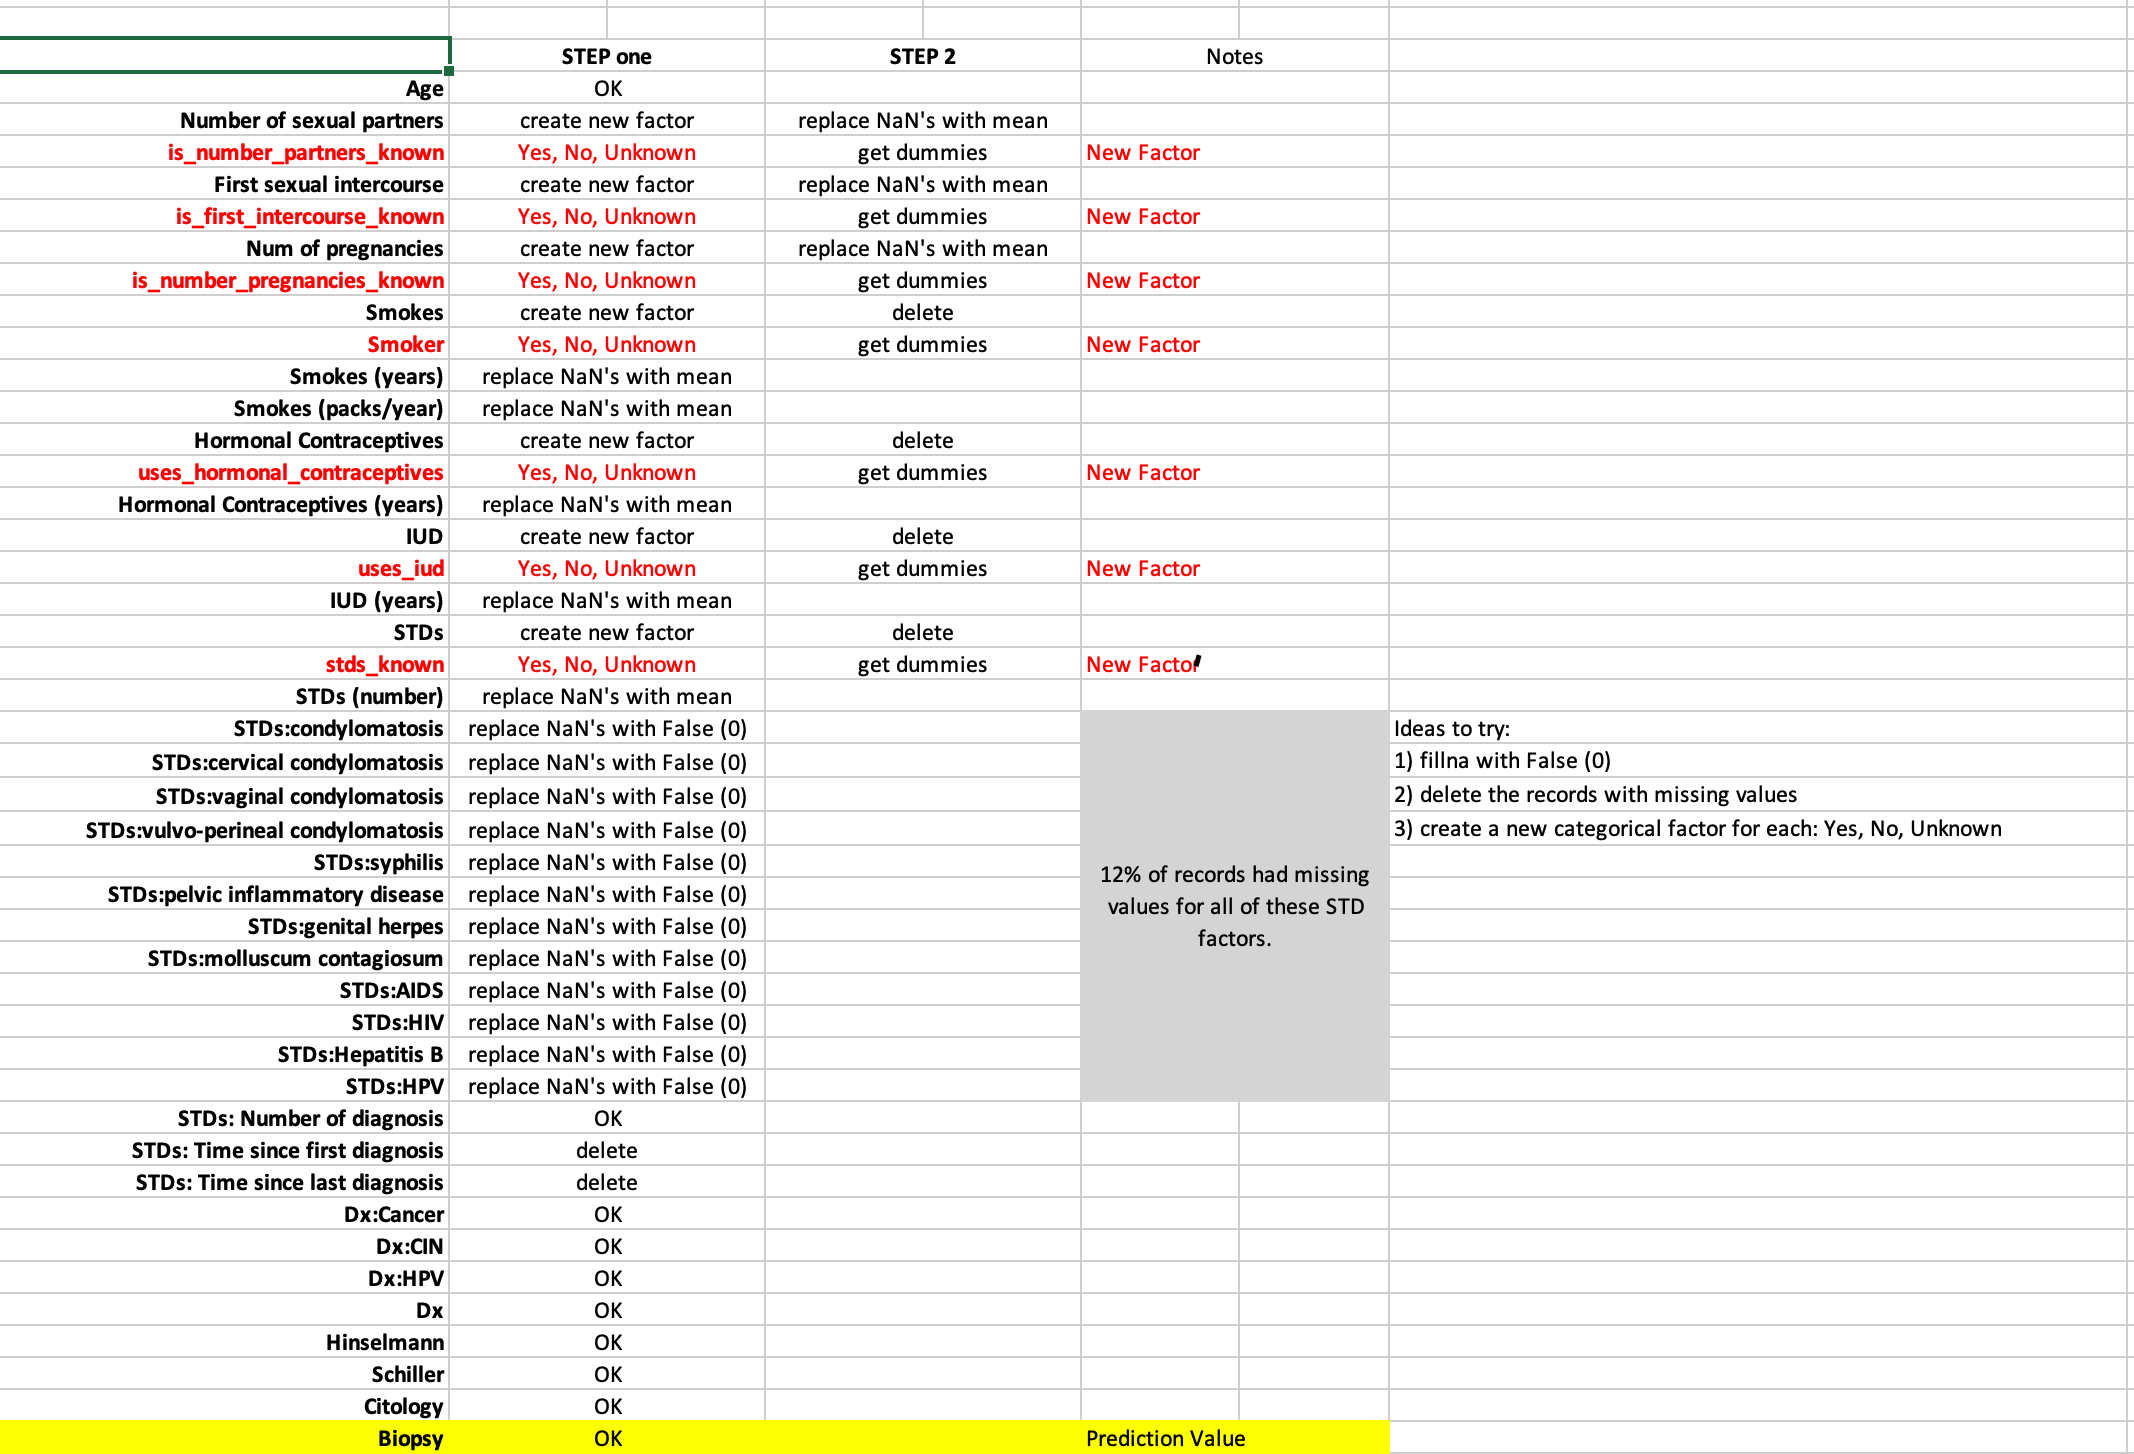 STEP one STEP 2 Notes
Age OK
Number of sexual partners create new factor replace NaN's with mean
is_number_partners_known Yes, No, Unknown get dummies New Factor
First sexual intercourse create new factor replace NaN's with mean
is_first_intercourse_known Yes, No, Unknown get dummies New Factor
Num of pregnancies create new factor replace NaN's with mean
is_number_pregnancies_known Yes, No, Unknown get dummies New Factor
Smokes create new factor delete
Smoker Yes, No, Unknown get dummies New Factor
Smokes (years) replace NaN's with mean
Smokes (packs/year) replace NaN's with mean
Hormonal Contraceptives create new factor delete
uses_hormonal_contraceptives Yes, No, Unknown get dummies New Factor
Hormonal Contraceptives (years) replace NaN's with mean
IUD create new factor delete
uses_iud Yes, No, Unknown get dummies New Factor
IUD (years) replace NaN's with mean
STDs create new factor delete
stds_known Yes, No, Unknown get dummies New Factor
STDs (number) replace NaN's with mean
STDs:condylomatosis replace NaN's with False (0) Ideas to try:
STDs:cervical condylomatosis replace NaN's with False (0) 1) fillna with False (0)
STDs:vaginal condylomatosis replace NaN's with False (0) 2) delete the records with missing values
STDs:vulvo-perineal condylomatosis replace NaN's with False (0) 3) create a new categorical factor for each: Yes, No, Unknown
STDs:syphilis replace NaN's with False (0)
STDs:pelvic inflammatory disease replace NaN's with False (0)
STDs:genital herpes replace NaN's with False (0)
STDs:molluscum contagiosum replace NaN's with False (0)
STDs:AIDS replace NaN's with False (0)
STDs:HIV replace NaN's with False (0)
STDs:Hepatitis B replace NaN's with False (0)
STDs:HPV replace NaN's with False (0)
12% of records had missing
values for all of these STD
factors.
STDs: Number of diagnosis OK
STDs: Time since first diagnosis delete
STDs: Time since last diagnosis delete
Dx:Cancer OK
Dx:CIN OK
Dx:HPV OK
Dx OK
Hinselmann OK
Schiller OK
Citology OK
Biopsy OK Prediction Value